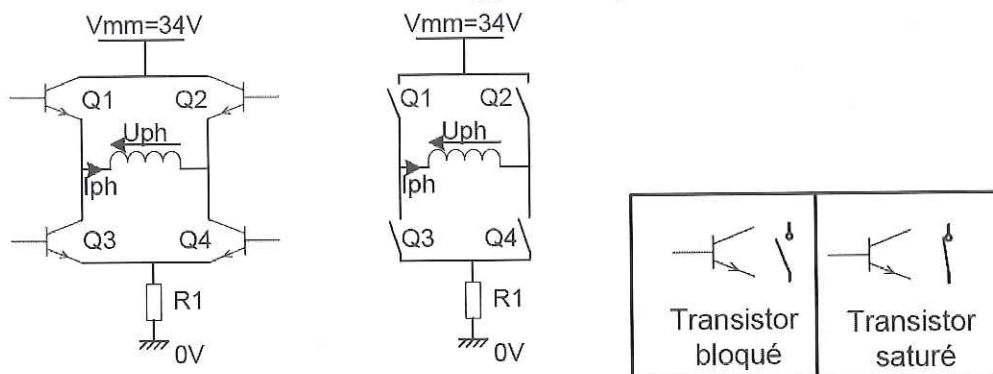 Vmm=34V
Q1
Q2
Uph
Iph
Q3
Q4
R1
0V
Vmm=34V
Q1
Q2
Uph
Iph
Q3
Q4
R1
0V
Transistor
bloqué
Transistor
saturé